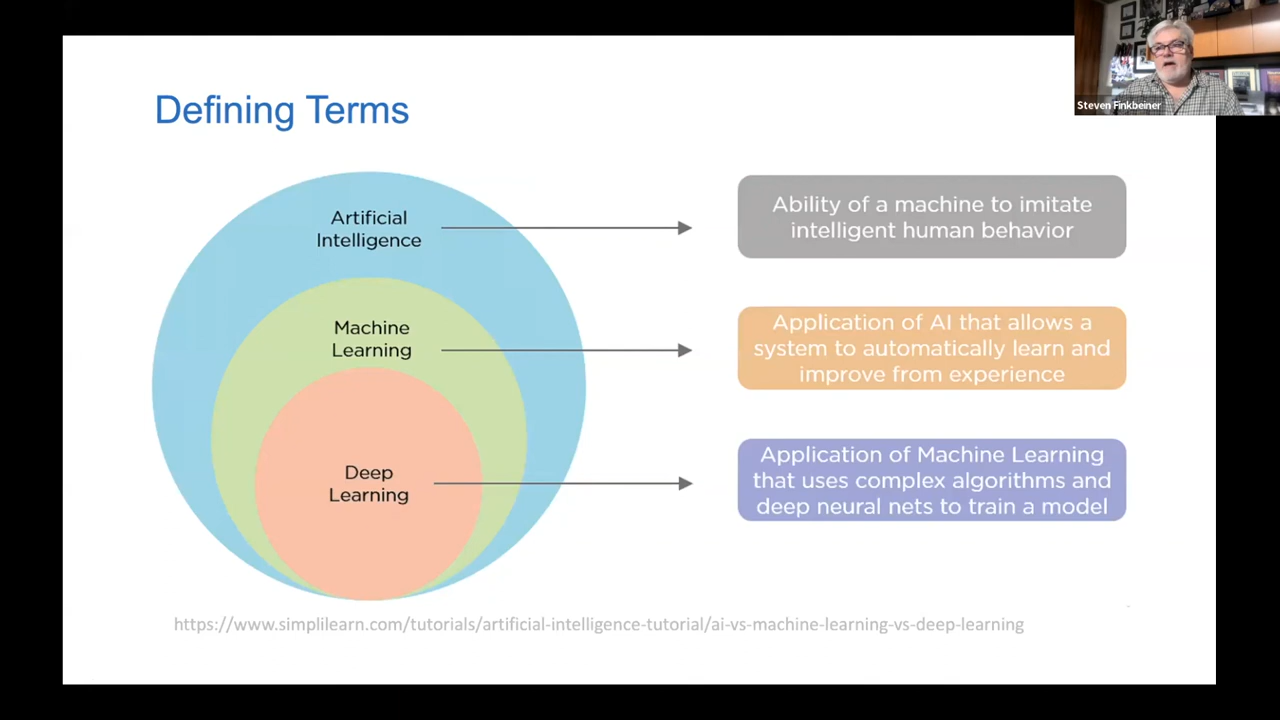 Steven Finkbeiner
Defining Terms
Artificial
Intelligence
Ability of a machine to imitate
intelligent human behavior
Machine
Learning
Application of AI that allows a
system to automatically learn and
improve from experience
Deep
Learning
Application of Machine Learning
that uses complex algorithms and
deep neural nets to train a model
https://www.simplilearn.com/tutorials/artificial-intelligence-tutorial/ai-vs-machine-learning-vs-deep-learning